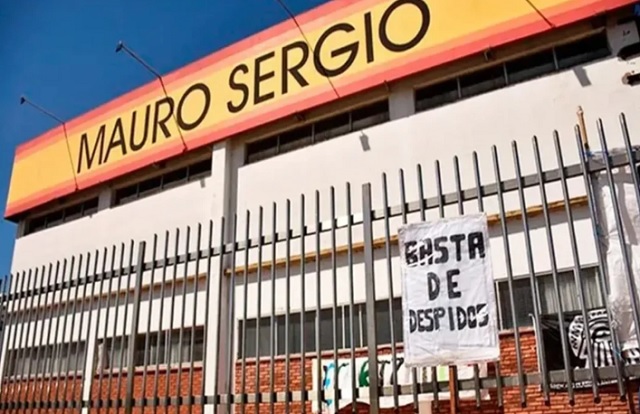 MAURO SERGIO
BASTA
DE
DESPIDOS